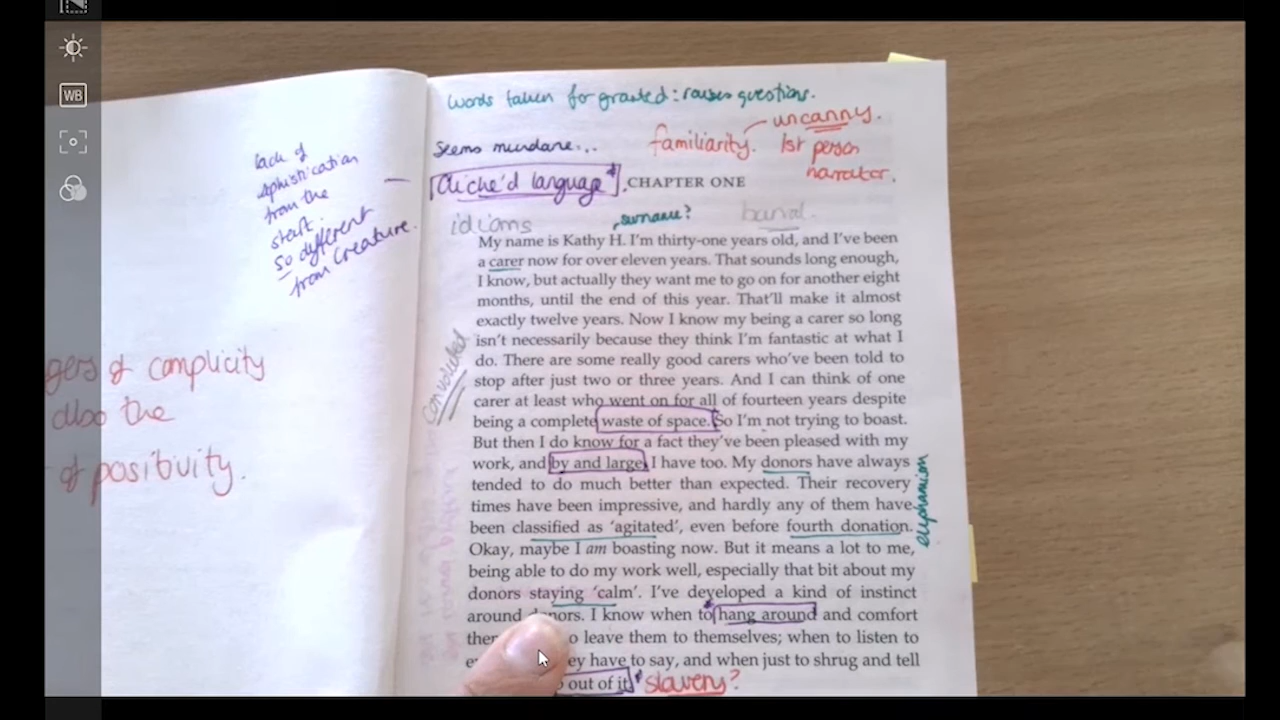 WB
words taken for granted: raises questions.
uncanny.
seems mundane...
familiarity.
1st person
narrator.
lack of
sophistication
from the
start
so different
from creature.
cliche'd language*
CHAPTER ONE
idioms
surname?
banal.
My name is Kathy H. I'm thirty-one years old, and I've been
a carer now for over eleven years. That sounds long enough,
I know, but actually they want me to go on for another eight
months, until the end of this year. That'll make it almost
exactly twelve years. Now I know my being a carer so long
isn't necessarily because they think I'm fantastic at what I
do. There are some really good carers who've been told to
stop after just two or three years. And I can think of one
carer at least who went on for all of fourteen years despite
being a complete waste of space. So I'm not trying to boast.
But then I do know for a fact they've been pleased with my
work, and by and large, I have too. My donors have always
tended to do much better than expected. Their recovery
times have been impressive, and hardly any of them have
been classified as 'agitated', even before fourth donation.
Okay, maybe I am boasting now. But it means a lot to me,
being able to do my work well, especially that bit about my
donors staying 'calm'. I've developed a kind of instinct
around donors. I know when to hang around and comfort
to leave them to themselves; when to listen to
they have to say, and when just to shrug and tell
out of it
slavery?
convoluted
euphamism
gers of complicity
also the
of positivity.